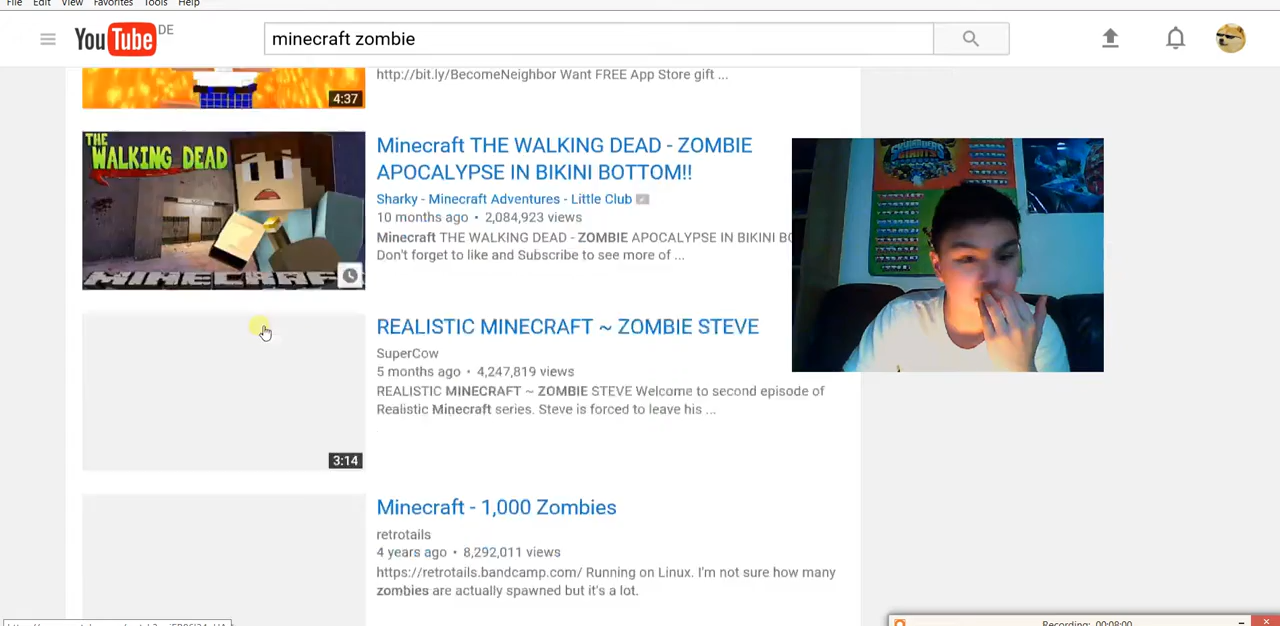 File Edit View Favorites Tools Help
YouTube DE
minecraft zombie
http://bit.ly/BecomeNeighbor Want FREE App Store gift ...
4:37
THE WALKING DEAD
MINECRAFT
Minecraft THE WALKING DEAD - ZOMBIE
APOCALYPSE IN BIKINI BOTTOM!!
Sharky - Minecraft Adventures - Little Club
10 months ago • 2,084,923 views
Minecraft THE WALKING DEAD - ZOMBIE APOCALYPSE IN BIKINI BO
Don't forget to like and Subscribe to see more of ...
REALISTIC MINECRAFT ~ ZOMBIE STEVE
SuperCow
5 months ago • 4,247,819 views
REALISTIC MINECRAFT ~ ZOMBIE STEVE Welcome to second episode of
Realistic Minecraft series. Steve is forced to leave his ...
3:14
Minecraft - 1,000 Zombies
retrotails
4 years ago • 8,292,011 views
https://retrotails.bandcamp.com/ Running on Linux. I'm not sure how many
zombies are actually spawned but it's a lot.
SKYLANDERS
GIANTS
Recording: 00:08:00